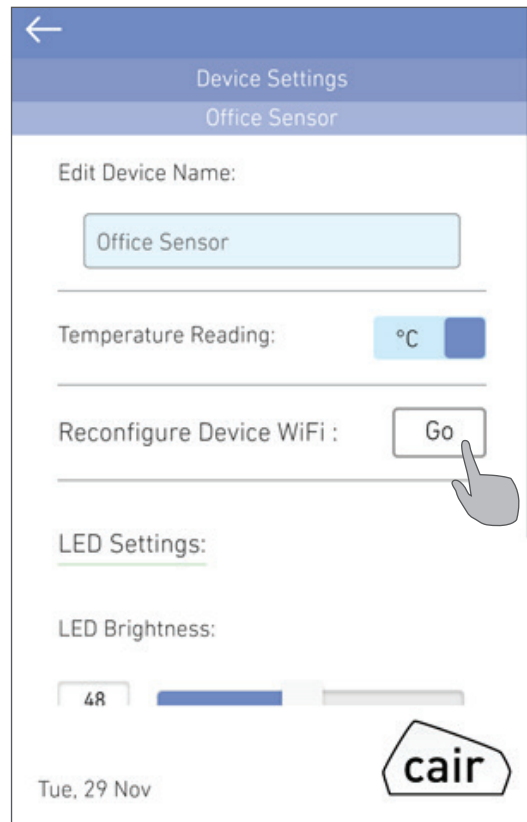 Device Settings
Office Sensor
Edit Device Name:
Office Sensor
Temperature Reading: °C
Reconfigure Device WiFi : Go
LED Settings:
LED Brightness:
48
cair
Tue, 29 Nov